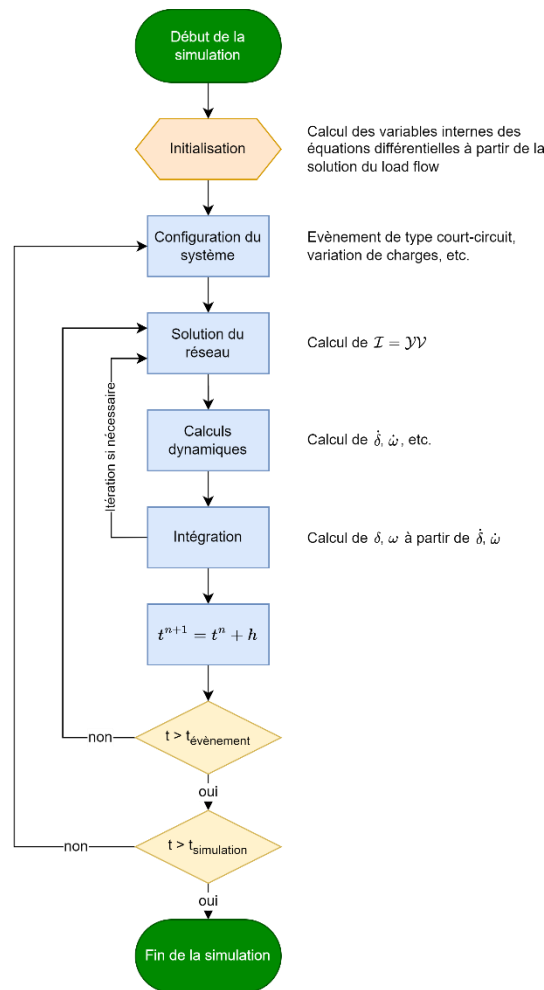 Début de la
simulation
Initialisation
Calcul des variables internes des
équations différentielles à partir de la
solution du load flow
Configuration du
système
Evènement de type court-circuit,
variation de charges, etc.
Solution du
réseau
Calcul de ℐ = 𝒴𝒱
Itération si nécessaire
Calculs
dynamiques
Calcul de δ̇, ω̇, etc.
Intégration
Calcul de δ, ω à partir de δ̇, ω̇
tⁿ⁺¹ = tⁿ + h
t > t_évènement
non
oui
t > t_simulation
non
oui
Fin de la simulation